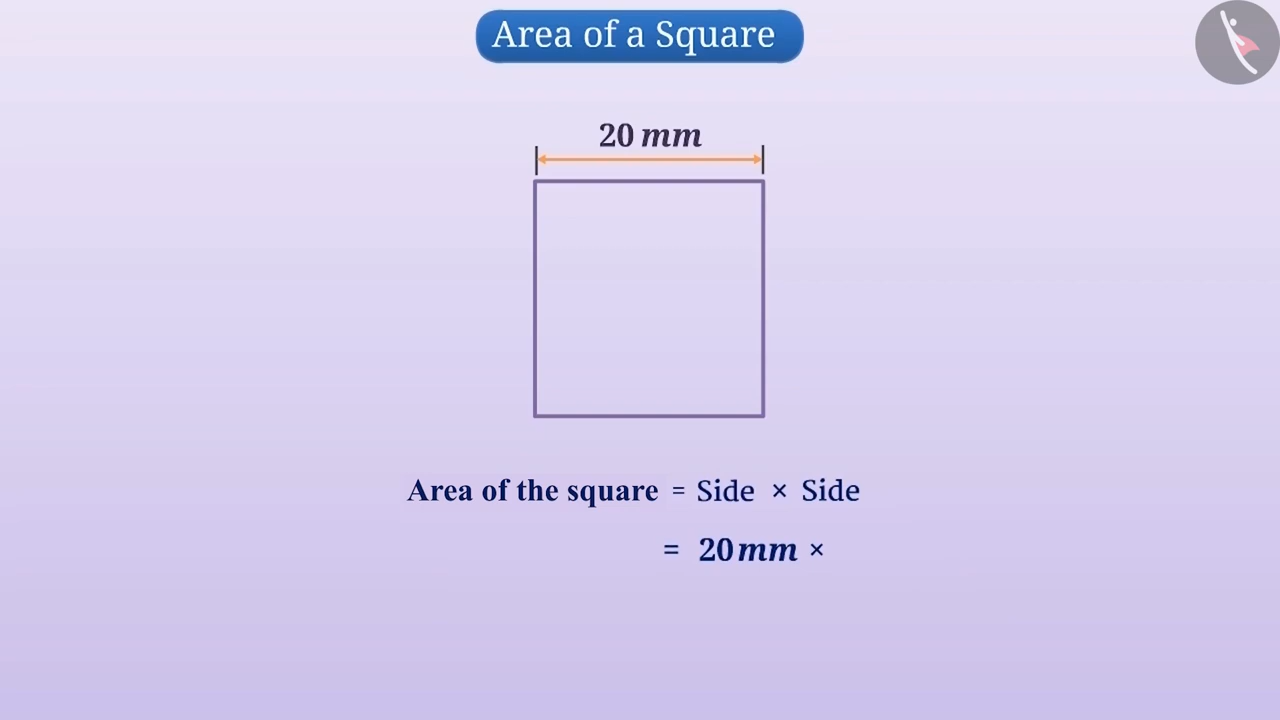 Area of a Square
20 mm
Area of the square = Side × Side
= 20 mm ×